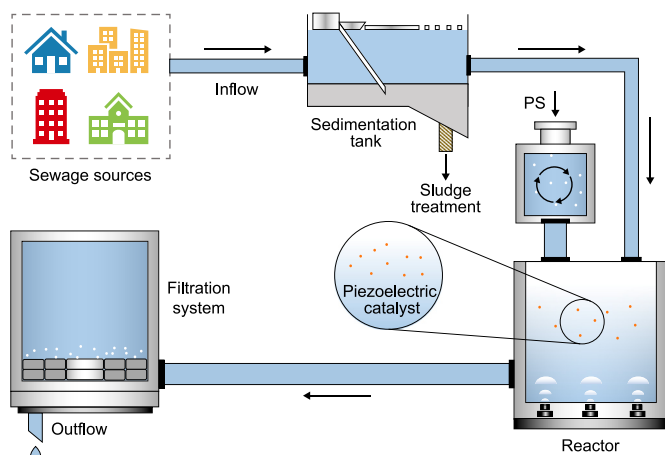 Sewage sources
Inflow
Sedimentation
tank
Sludge
treatment
PS
Piezoelectric
catalyst
Reactor
Filtration
system
Outflow